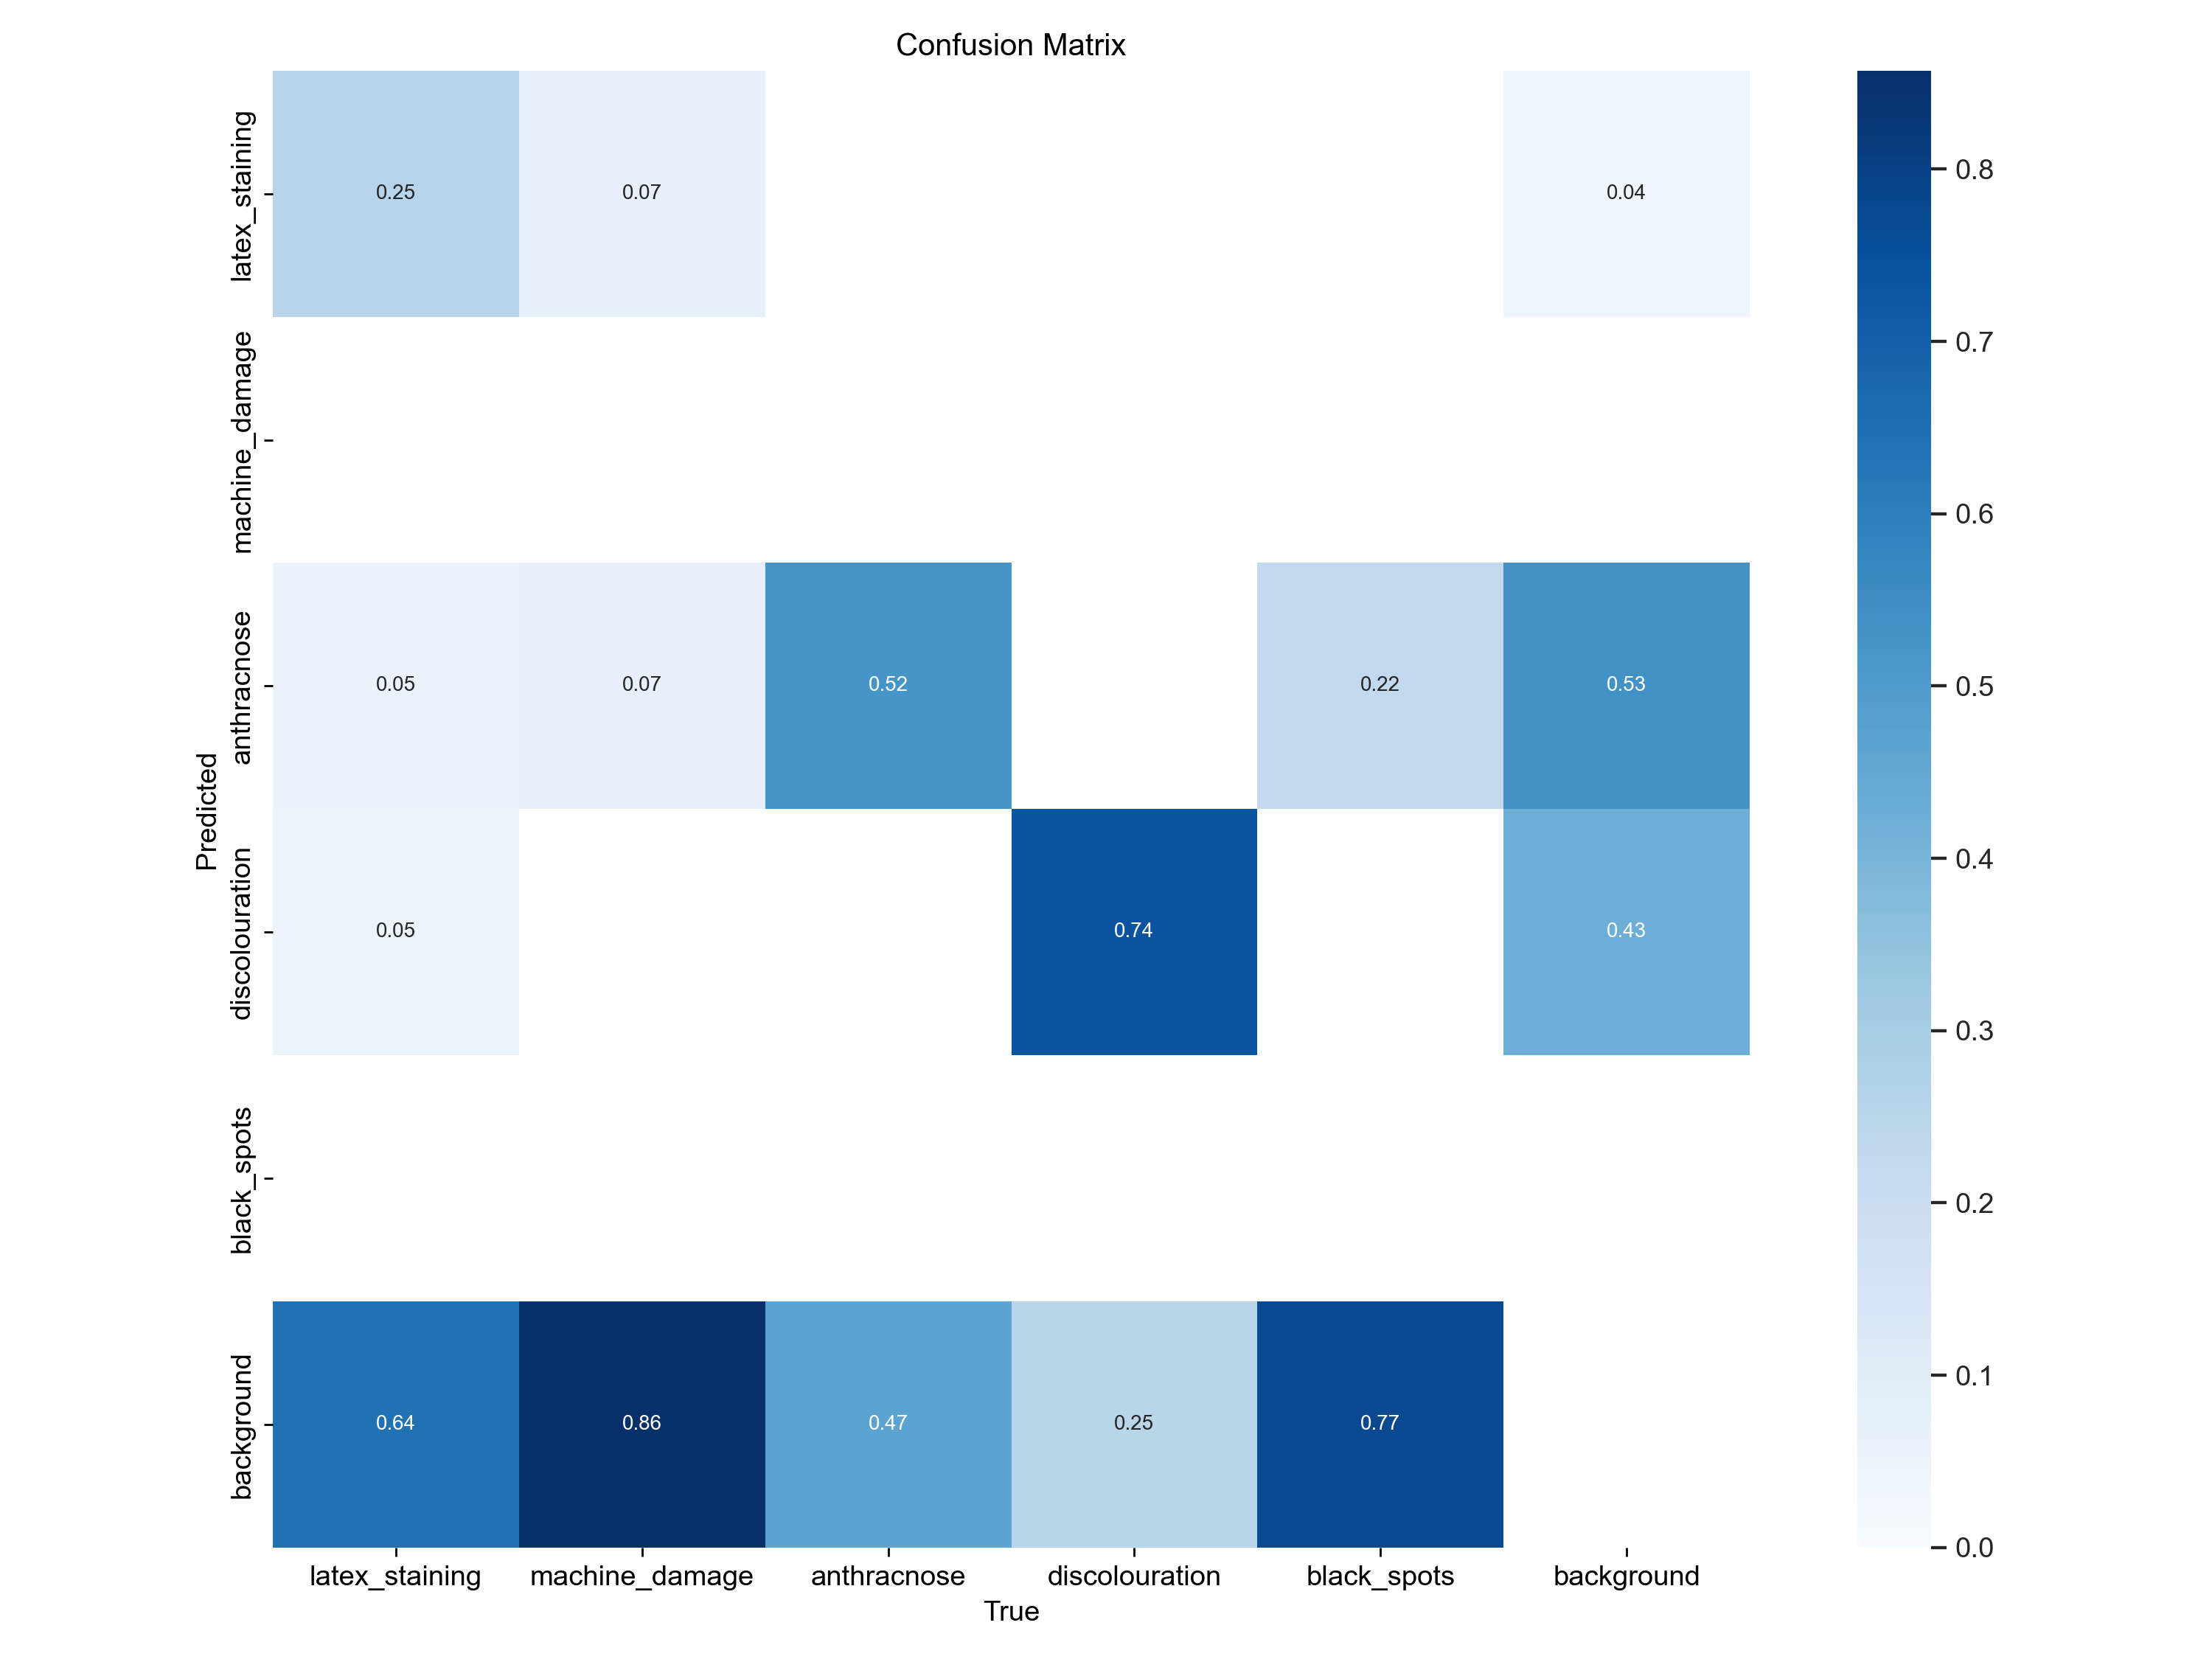 Confusion Matrix
latex_staining
0.25 0.07 0.04
machine_damage
anthracnose
0.05 0.07 0.52 0.22 0.53
Predicted
discolouration
0.05 0.74 0.43
black_spots
background
0.64 0.86 0.47 0.25 0.77
latex_staining machine_damage anthracnose discolouration black_spots background
True
0.8
0.7
0.6
0.5
0.4
0.3
0.2
0.1
0.0